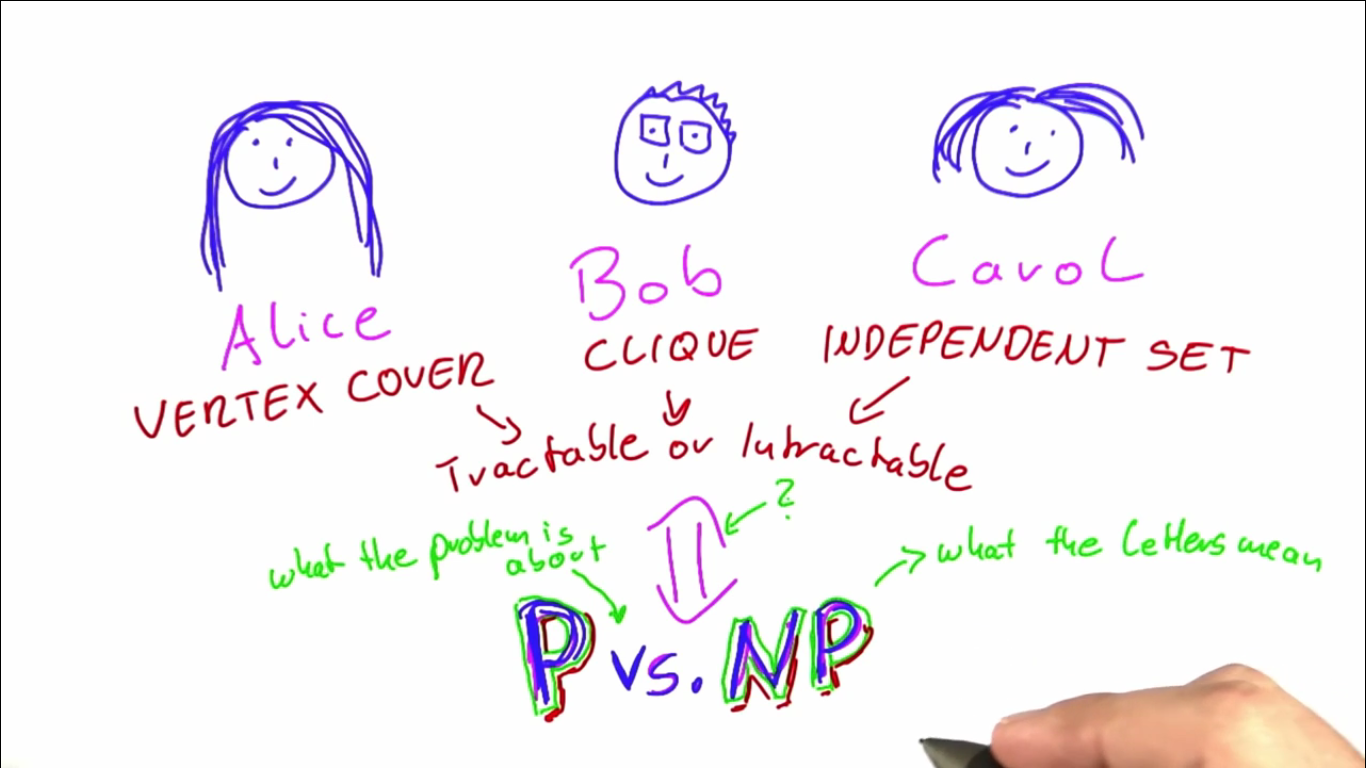 Alice
Bob
Carol
VERTEX COVER
CLIQUE
INDEPENDENT SET
Tractable or Intractable
?
what the problem is
about
what the letters mean
P vs. NP